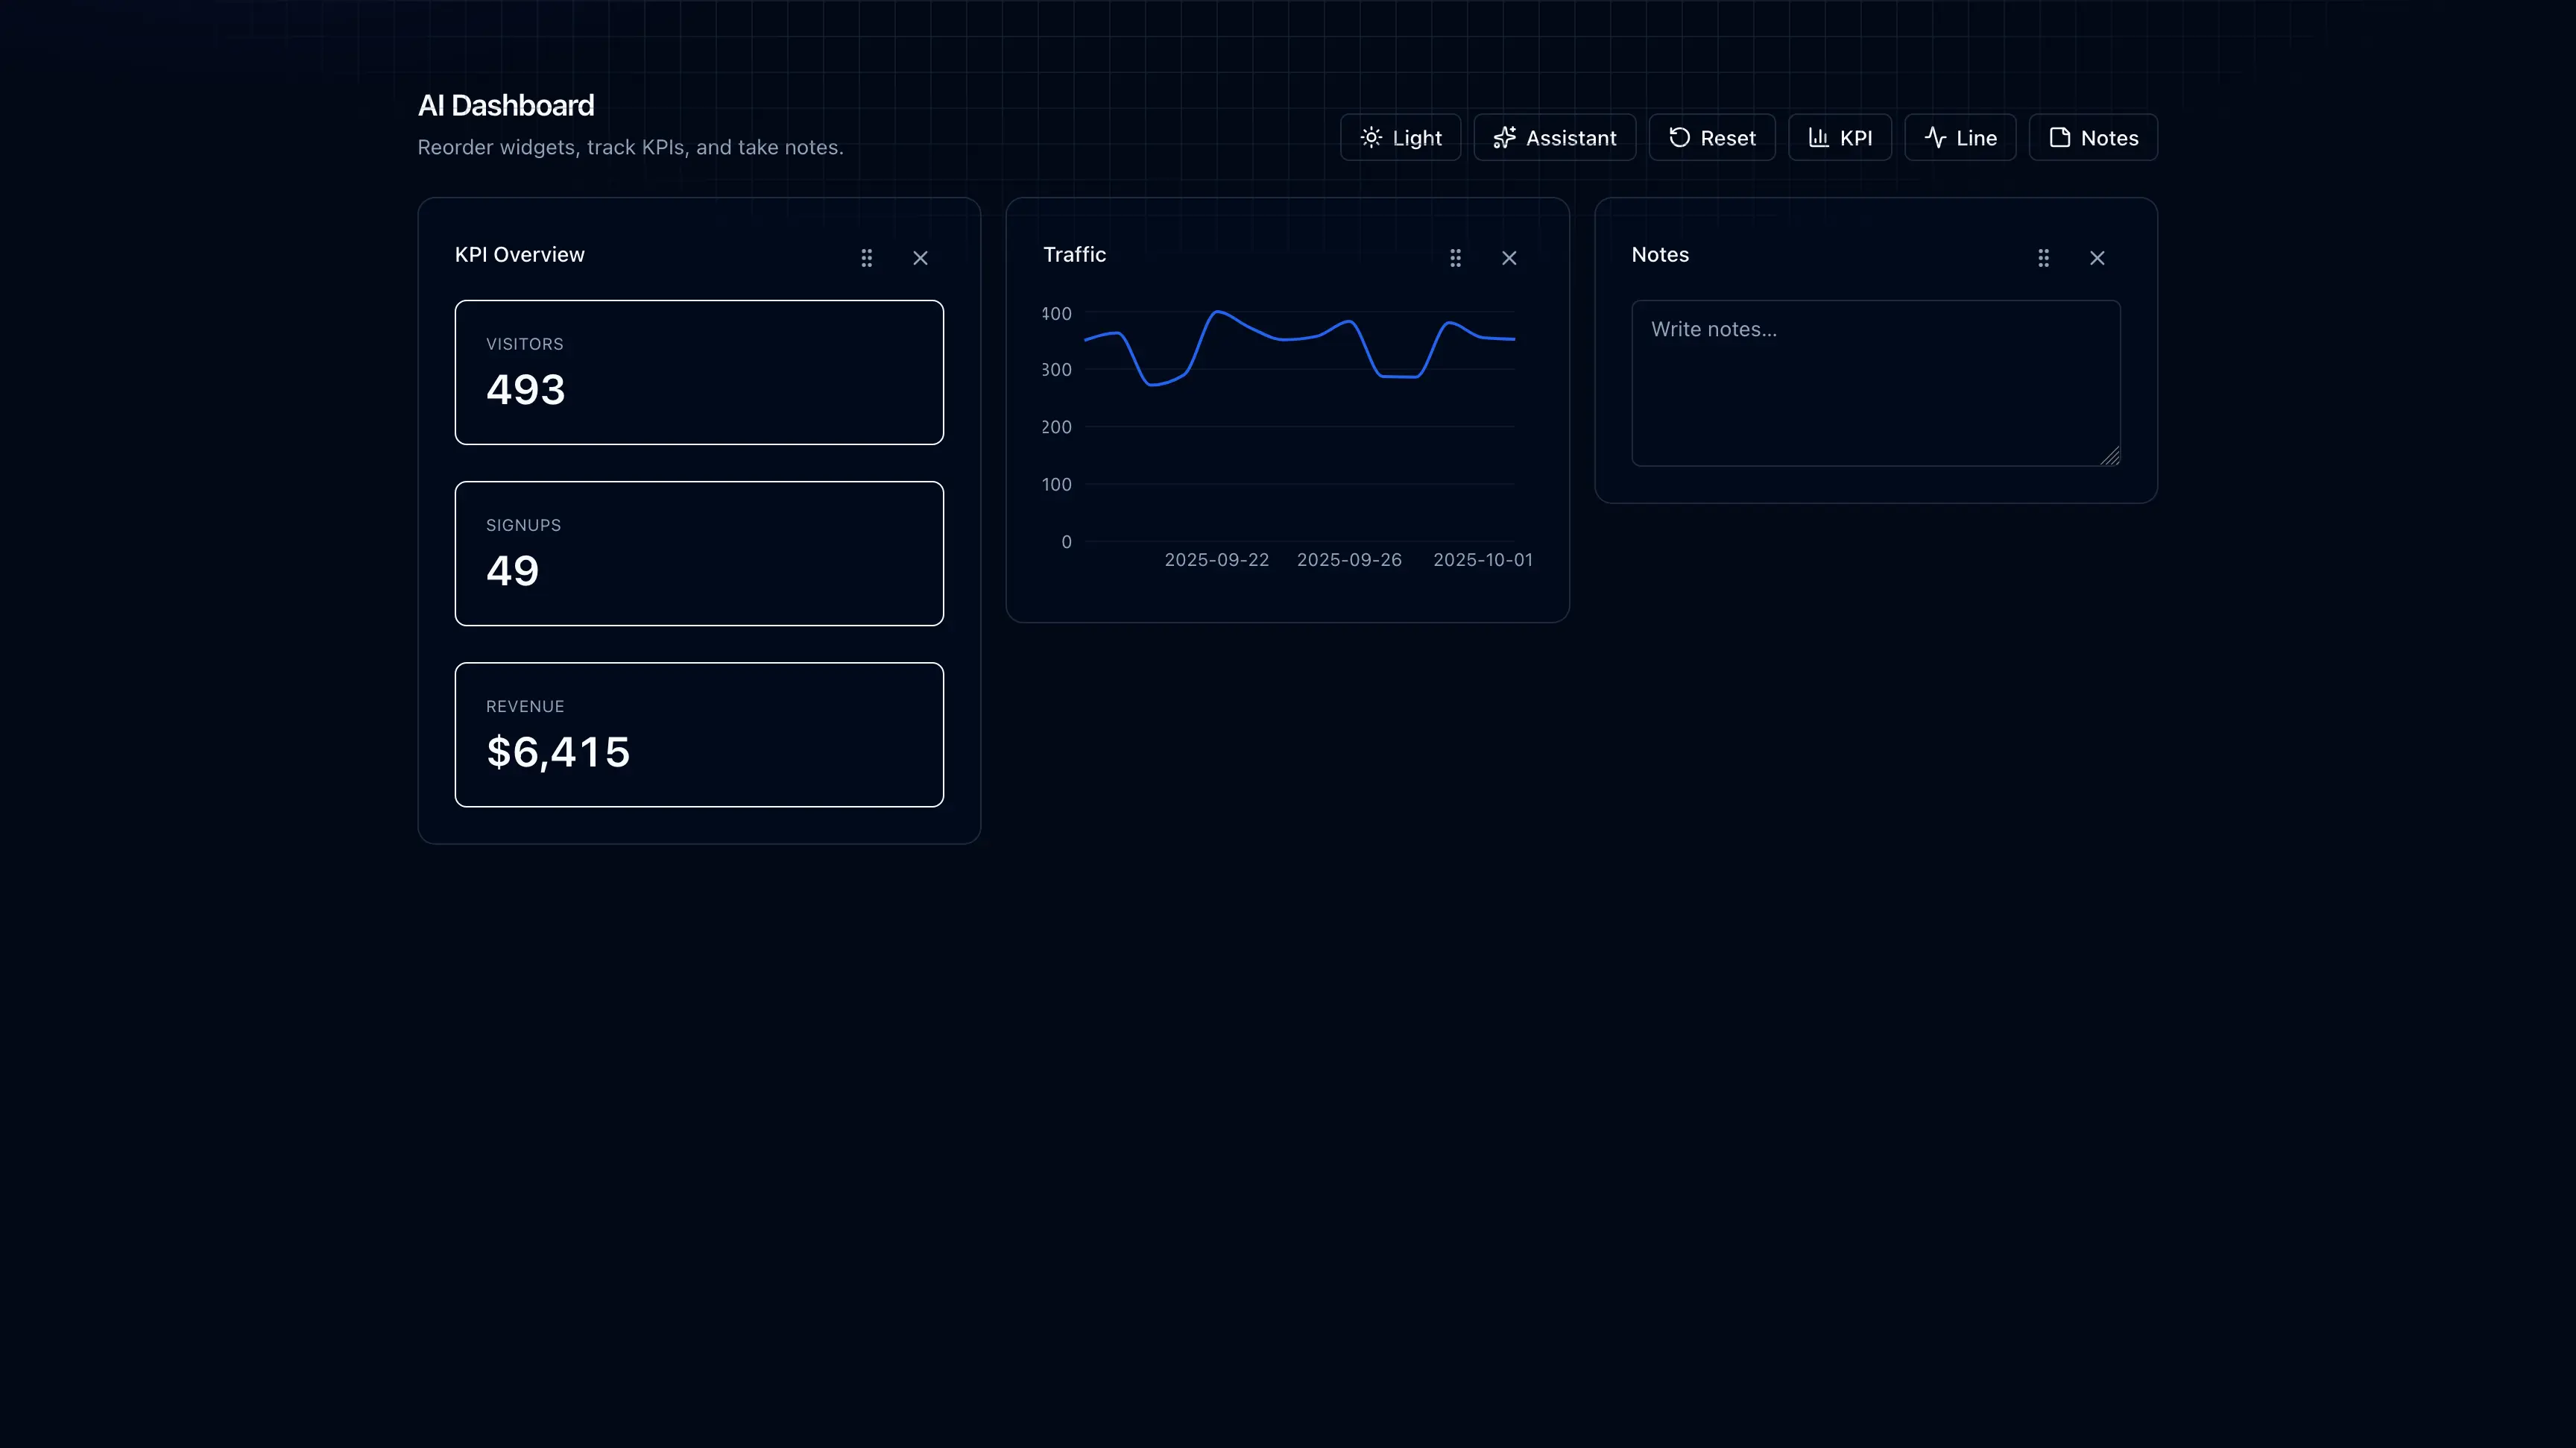 AI Dashboard
Reorder widgets, track KPIs, and take notes.
Light
Assistant
Reset
KPI
Line
Notes
KPI Overview
VISITORS
493
SIGNUPS
49
REVENUE
$6,415
Traffic
400
300
200
100
0
2025-09-22
2025-09-26
2025-10-01
Notes
Write notes...